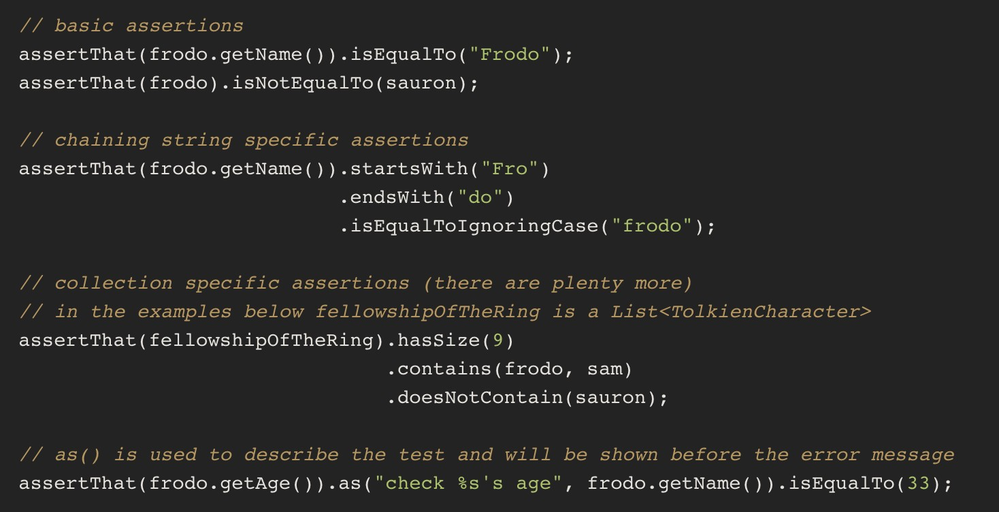 // basic assertions
assertThat(frodo.getName()).isEqualTo("Frodo");
assertThat(frodo).isNotEqualTo(sauron);

// chaining string specific assertions
assertThat(frodo.getName()).startsWith("Fro")
                           .endsWith("do")
                           .isEqualToIgnoringCase("frodo");

// collection specific assertions (there are plenty more)
// in the examples below fellowshipOfTheRing is a List<TolkienCharacter>
assertThat(fellowshipOfTheRing).hasSize(9)
                               .contains(frodo, sam)
                               .doesNotContain(sauron);

// as() is used to describe the test and will be shown before the error message
assertThat(frodo.getAge()).as("check %s's age", frodo.getName()).isEqualTo(33);